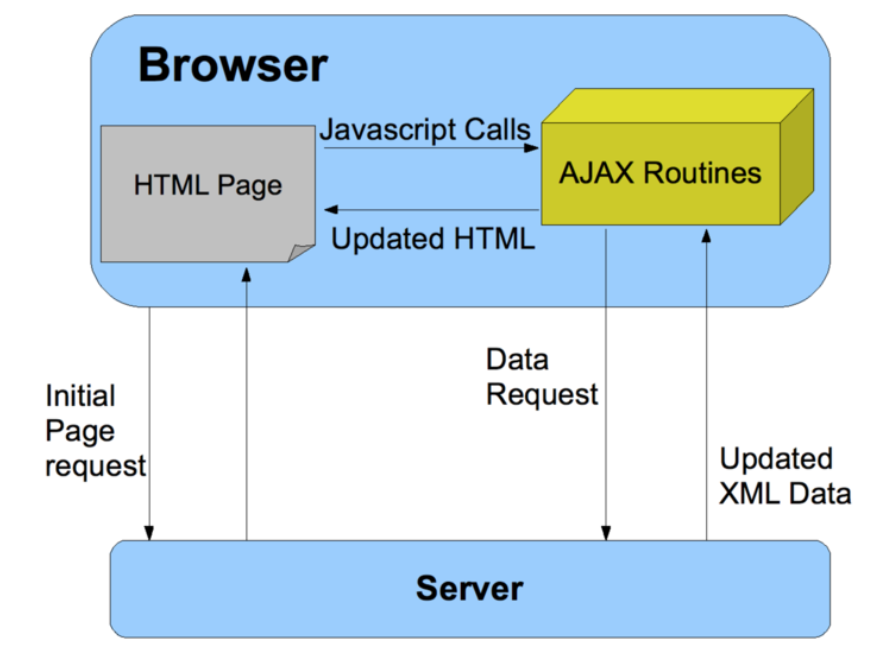 Browser
Javascript Calls
HTML Page
AJAX Routines
Updated HTML
Initial
Page
request
Data
Request
Updated
XML Data
Server